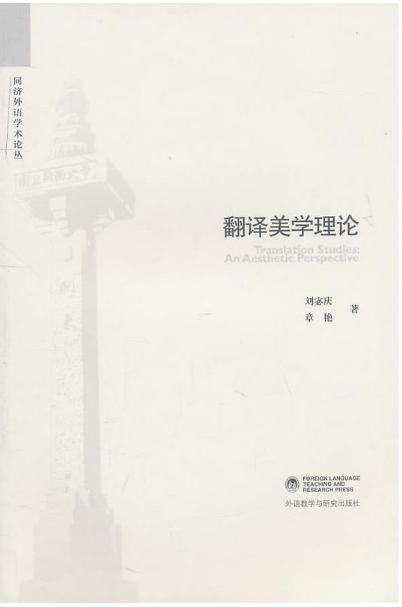 同济外语学术论丛
翻译美学理论
Translation Studies:
An Aesthetic Perspective
刘宓庆
章艳
著
FOREIGN LANGUAGE
TEACHING AND
RESEARCH PRESS
外语教学与研究出版社